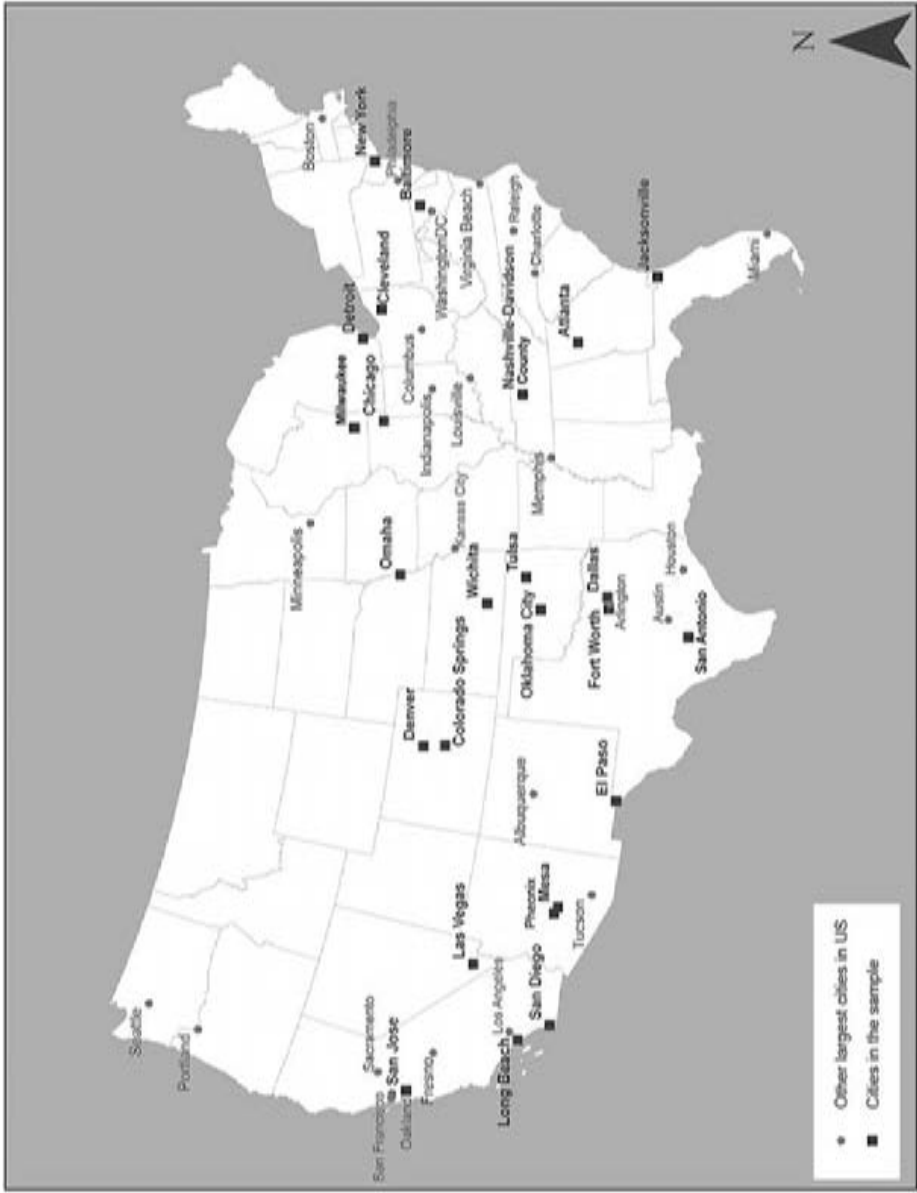 N
Seattle
Portland
Minneapolis
Boston
Milwaukee
Detroit
New York
Chicago
Cleveland
Philadelphia
Baltimore
Omaha
Columbus
WashingtonDC
Indianapolis
Louisville
Virginia Beach
Kansas City
San Francisco
Sacramento
Oakland
San Jose
Fresno
Denver
Colorado Springs
Wichita
Las Vegas
Nashville-Davidson
County
Raleigh
Charlotte
Tulsa
Oklahoma City
Memphis
Atlanta
Los Angeles
Long Beach
San Diego
Albuquerque
Pheonix
Mesa
Tucson
El Paso
Fort Worth
Dallas
Arlington
Austin
Houston
San Antonio
Jacksonville
Miami
Other largest cities in US
Cities in the sample